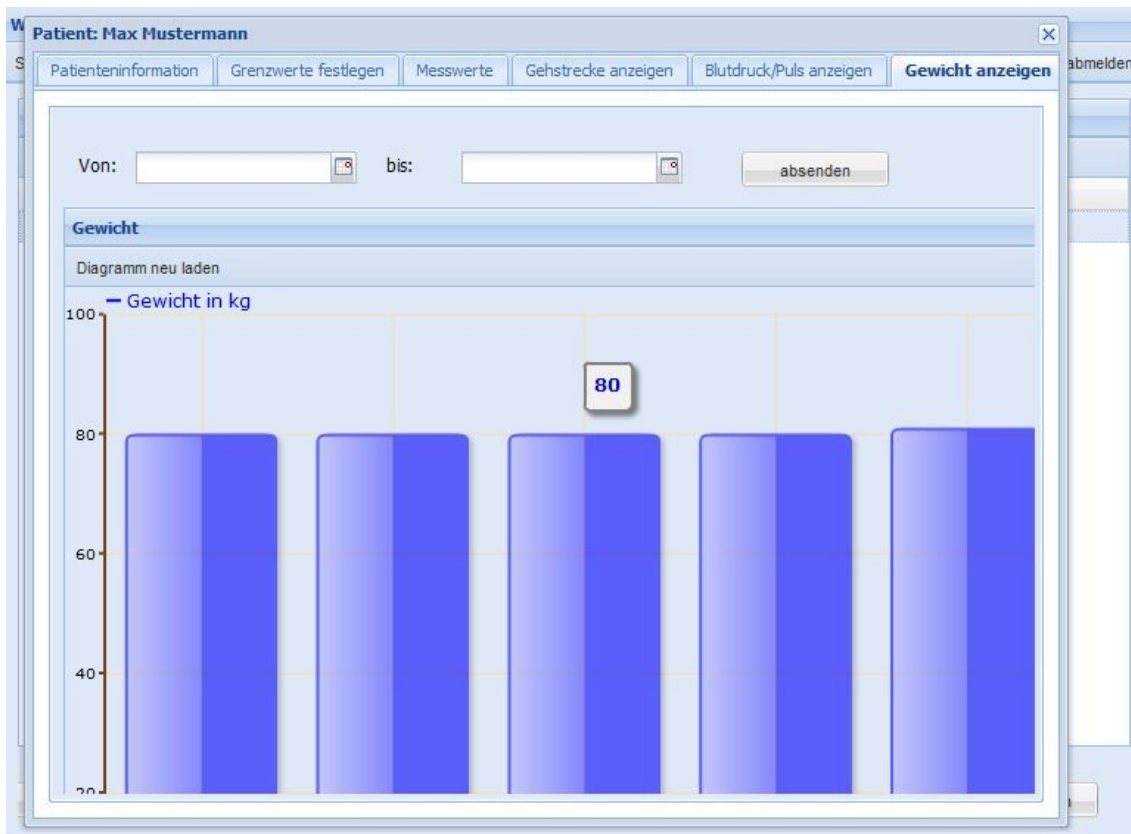 W
Patient: Max Mustermann
S
Patienteninformation Grenzwerte festlegen Messwerte Gehstrecke anzeigen Blutdruck/Puls anzeigen Gewicht anzeigen
abmelden
Von: bis: absenden
Gewicht
Diagramm neu laden
Gewicht in kg
100
80
80
60
40
20